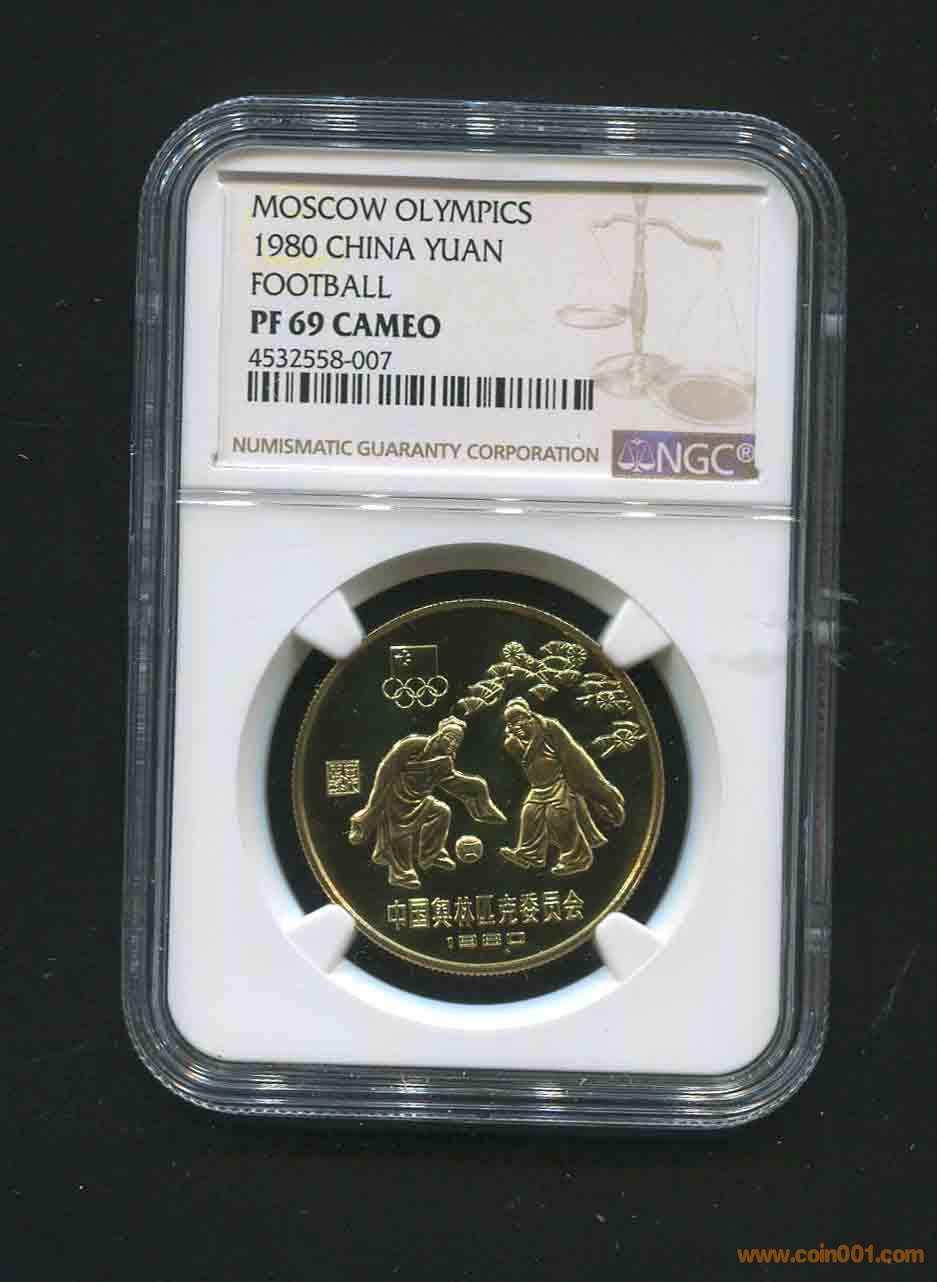 MOSCOW OLYMPICS
1980 CHINA YUAN
FOOTBALL
PF 69 CAMEO
4532558-007
NUMISMATIC GUARANTY CORPORATION
NGC®
中国奥林匹克委员会
1980
www.coin001.com